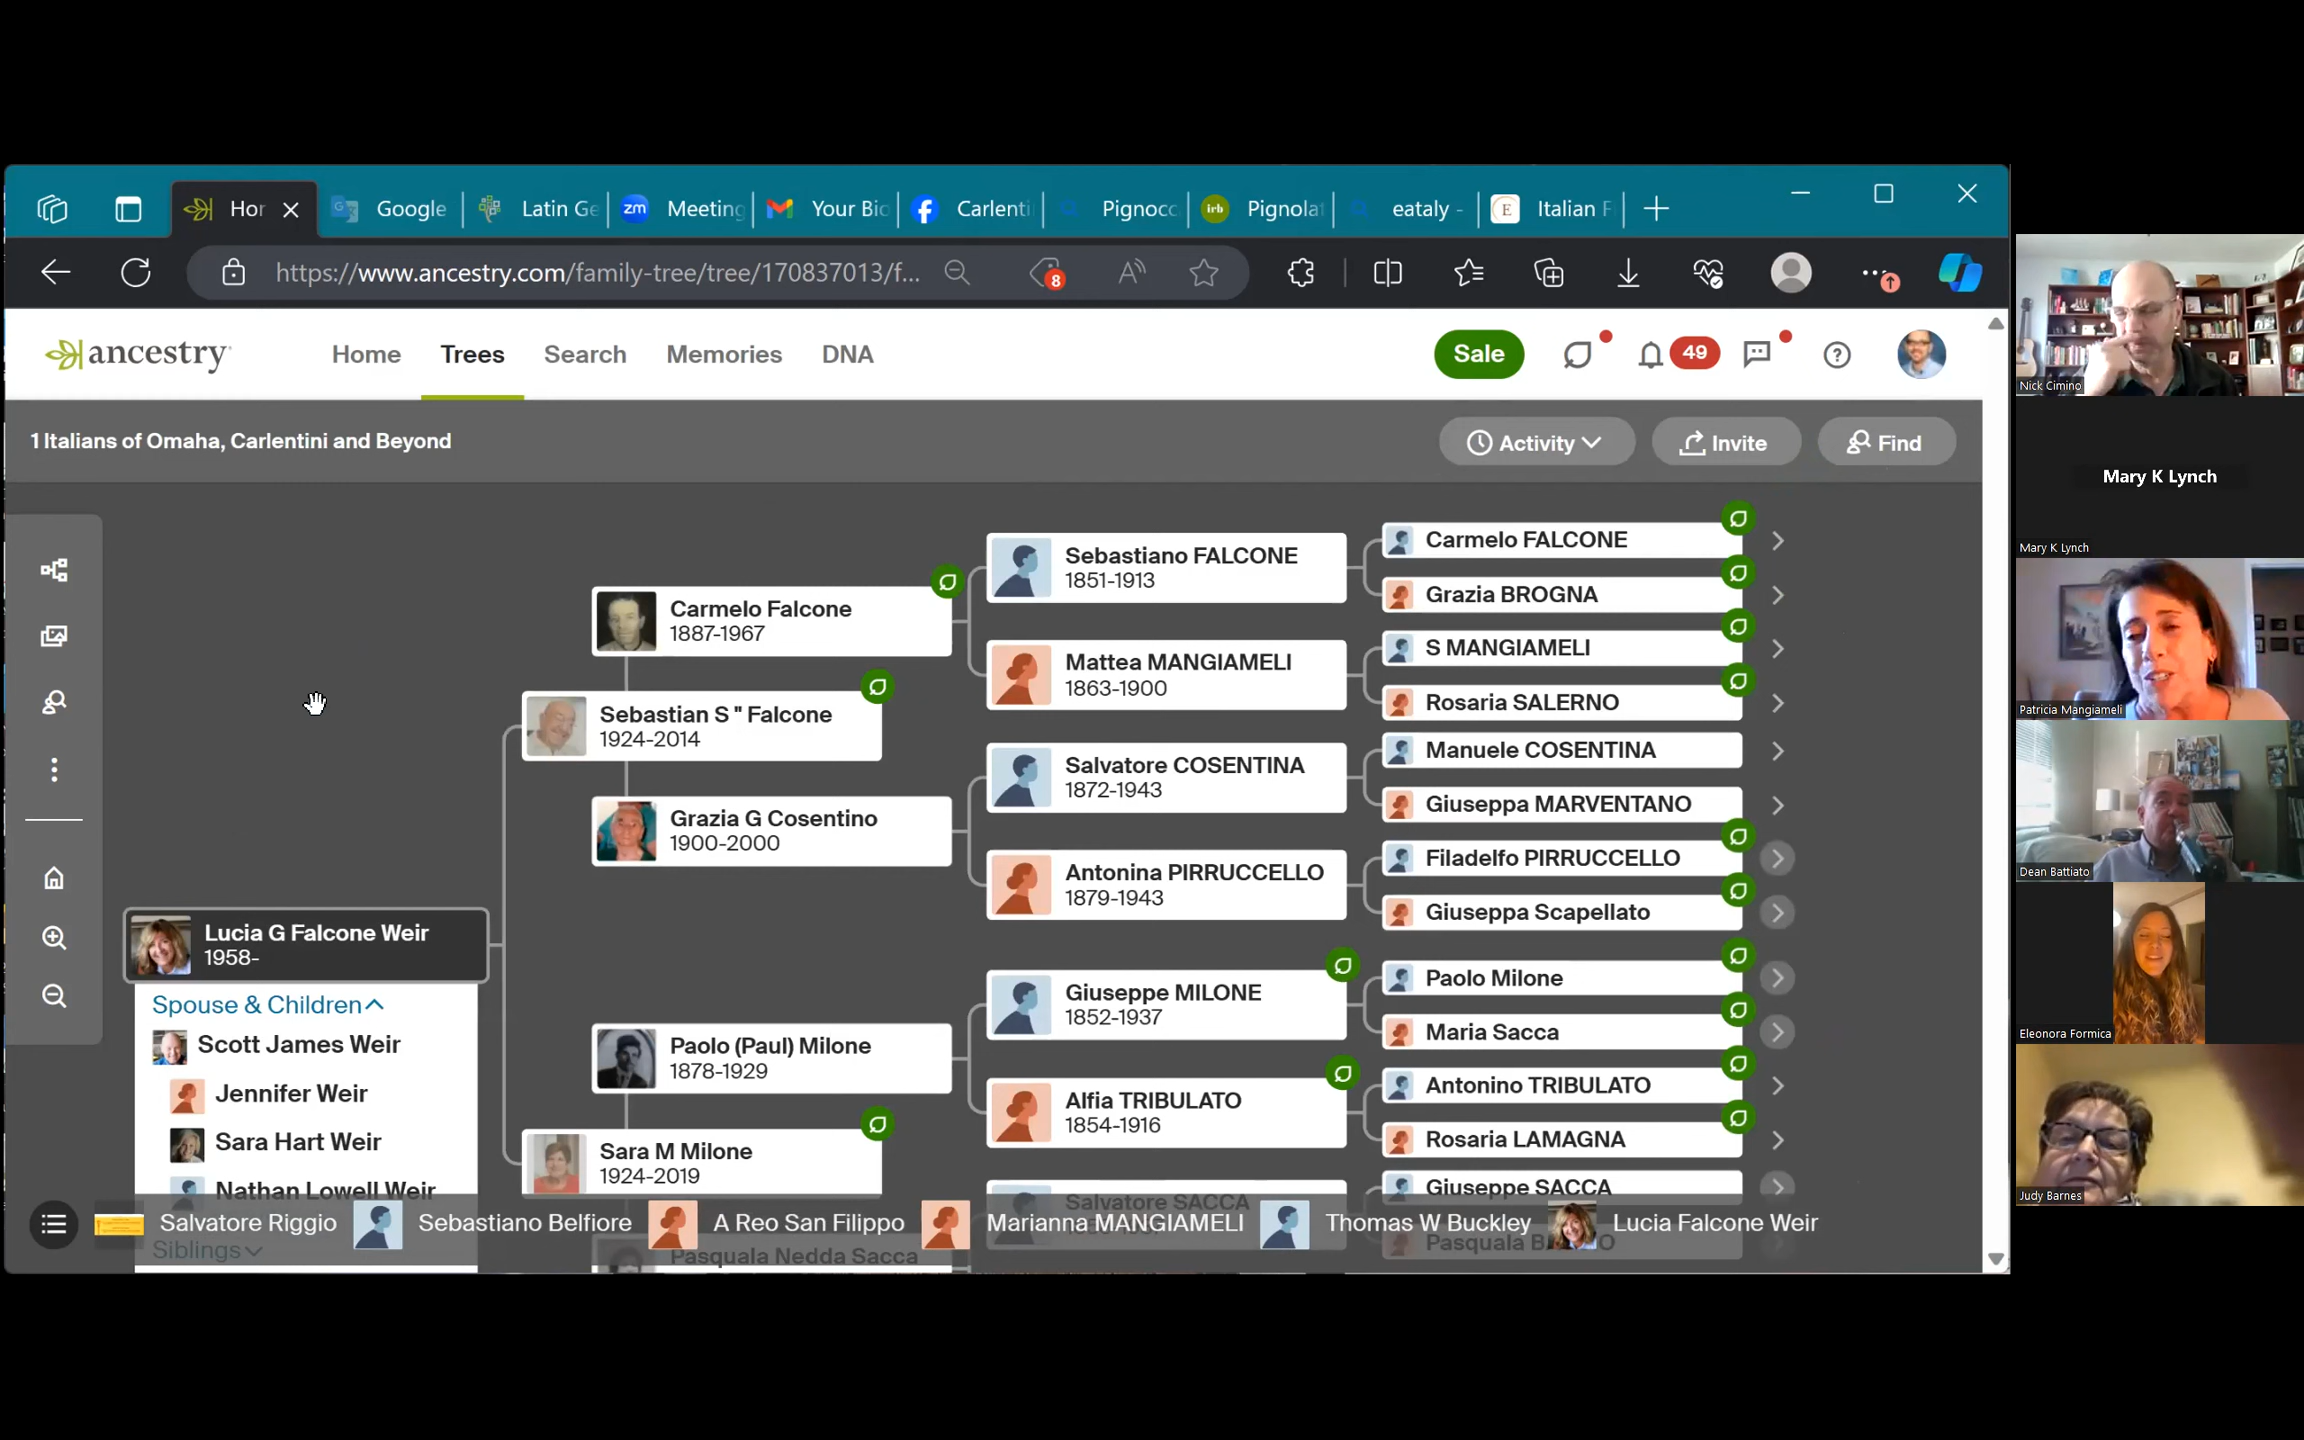 Hor
Google
Latin Ge
zm
Meeting
Your Bio
Carlenti
Pignocc
irb
Pignolat
eataly -
E
Italian F
https://www.ancestry.com/family-tree/tree/170837013/f...
8
ancestry
Home
Trees
Search
Memories
DNA
Sale
49
1 Italians of Omaha, Carlentini and Beyond
Activity
Invite
Find
Carmelo Falcone
1887-1967
Sebastian S " Falcone
1924-2014
Grazia G Cosentino
1900-2000
Lucia G Falcone Weir
1958-
Spouse & Children
Scott James Weir
Jennifer Weir
Sara Hart Weir
Nathan Lowell Weir
Siblings
Paolo (Paul) Milone
1878-1929
Sara M Milone
1924-2019
Pasquala Nedda Sacca
Sebastiano FALCONE
1851-1913
Mattea MANGIAMELI
1863-1900
Salvatore COSENTINA
1872-1943
Antonina PIRRUCCELLO
1879-1943
Giuseppe MILONE
1852-1937
Alfia TRIBULATO
1854-1916
Salvatore SACCA
Carmelo FALCONE
Grazia BROGNA
S MANGIAMELI
Rosaria SALERNO
Manuele COSENTINA
Giuseppa MARVENTANO
Filadelfo PIRRUCCELLO
Giuseppa Scapellato
Paolo Milone
Maria Sacca
Antonino TRIBULATO
Rosaria LAMAGNA
Giuseppe SACCA
Pasquala
Salvatore Riggio
Sebastiano Belfiore
A Reo San Filippo
Marianna MANGIAMELI
Thomas W Buckley
Lucia Falcone Weir
Nick Cimino
Mary K Lynch
Mary K Lynch
Patricia Mangiameli
Dean Battiato
Eleonora Formica
Judy Barnes